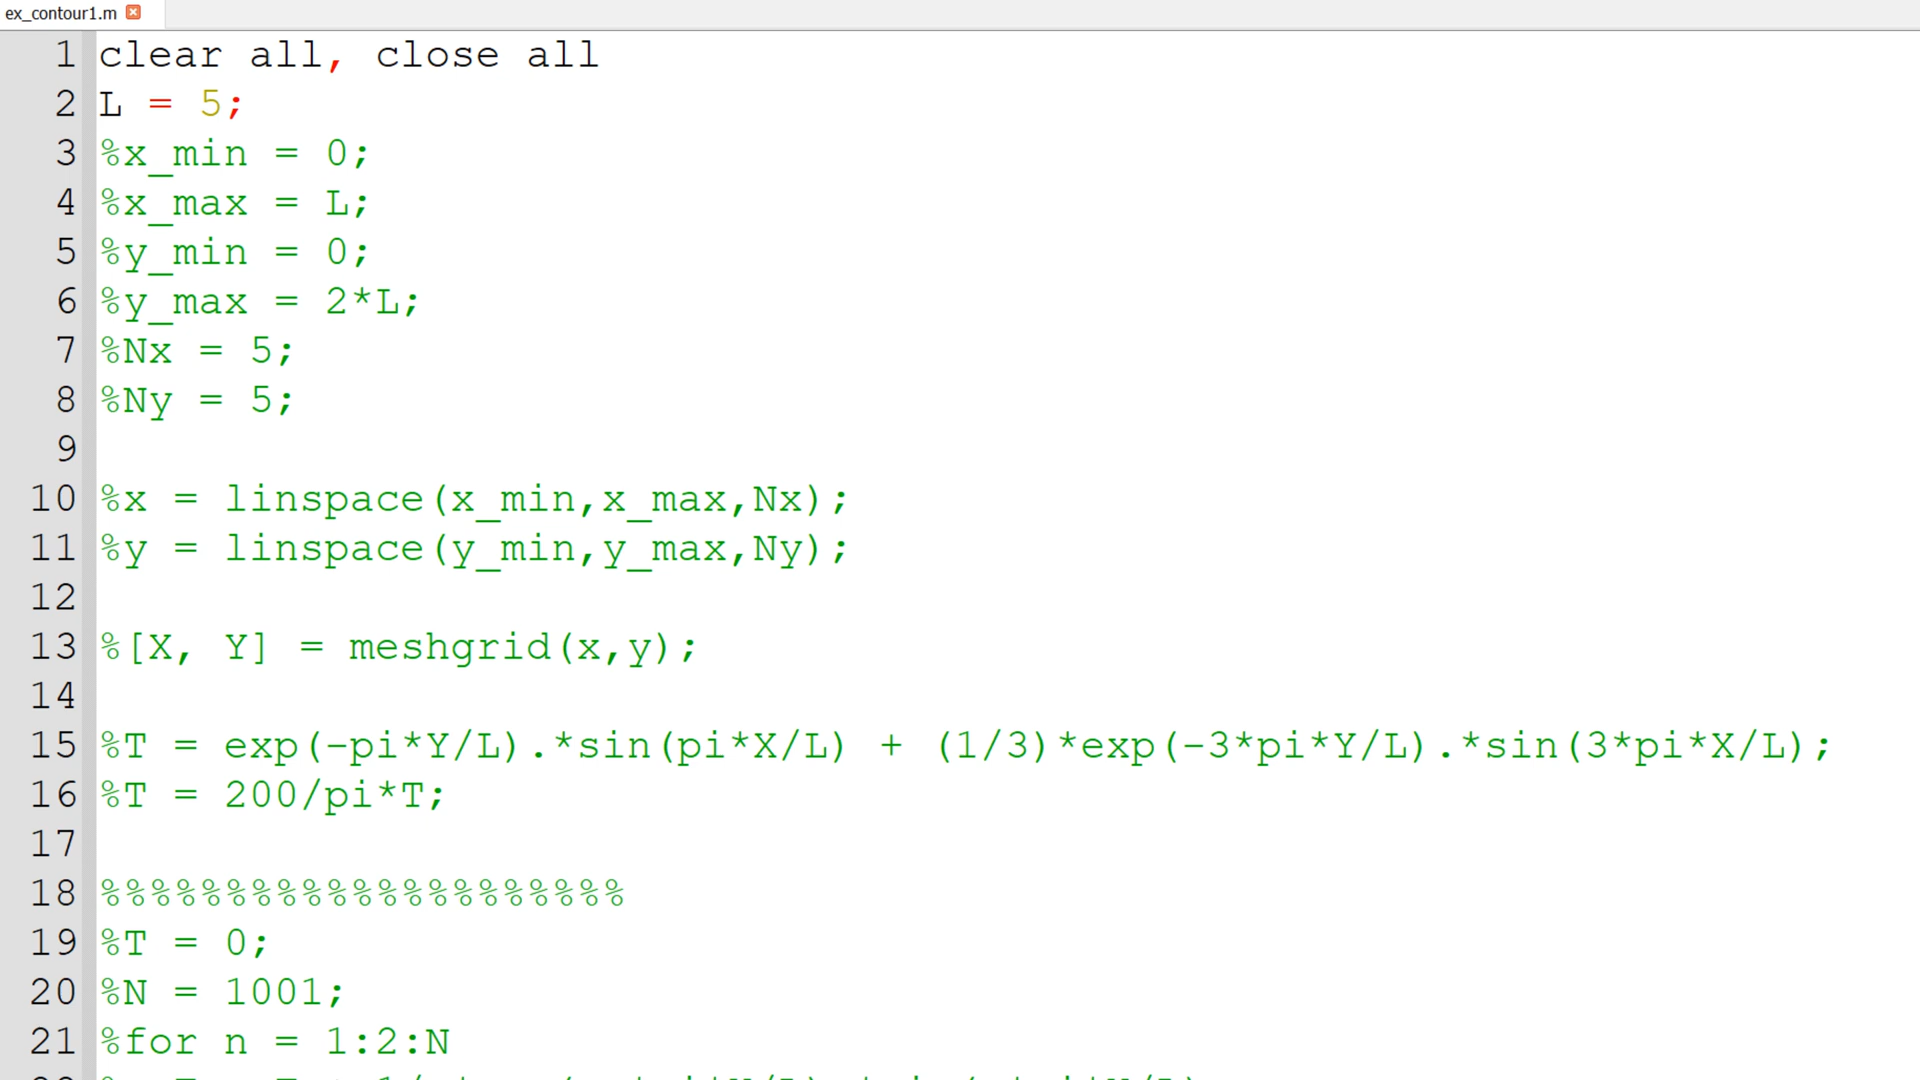 ex_contour1.m
1 clear all, close all
2 L = 5;
3 %x_min = 0;
4 %x_max = L;
5 %y_min = 0;
6 %y_max = 2*L;
7 %Nx = 5;
8 %Ny = 5;
9
10 %x = linspace(x_min,x_max,Nx);
11 %y = linspace(y_min,y_max,Ny);
12
13 %[X, Y] = meshgrid(x,y);
14
15 %T = exp(-pi*Y/L).*sin(pi*X/L) + (1/3)*exp(-3*pi*Y/L).*sin(3*pi*X/L);
16 %T = 200/pi*T;
17
18 %%%%%%%%%%%%%%%%%%%%%
19 %T = 0;
20 %N = 1001;
21 %for n = 1:2:N